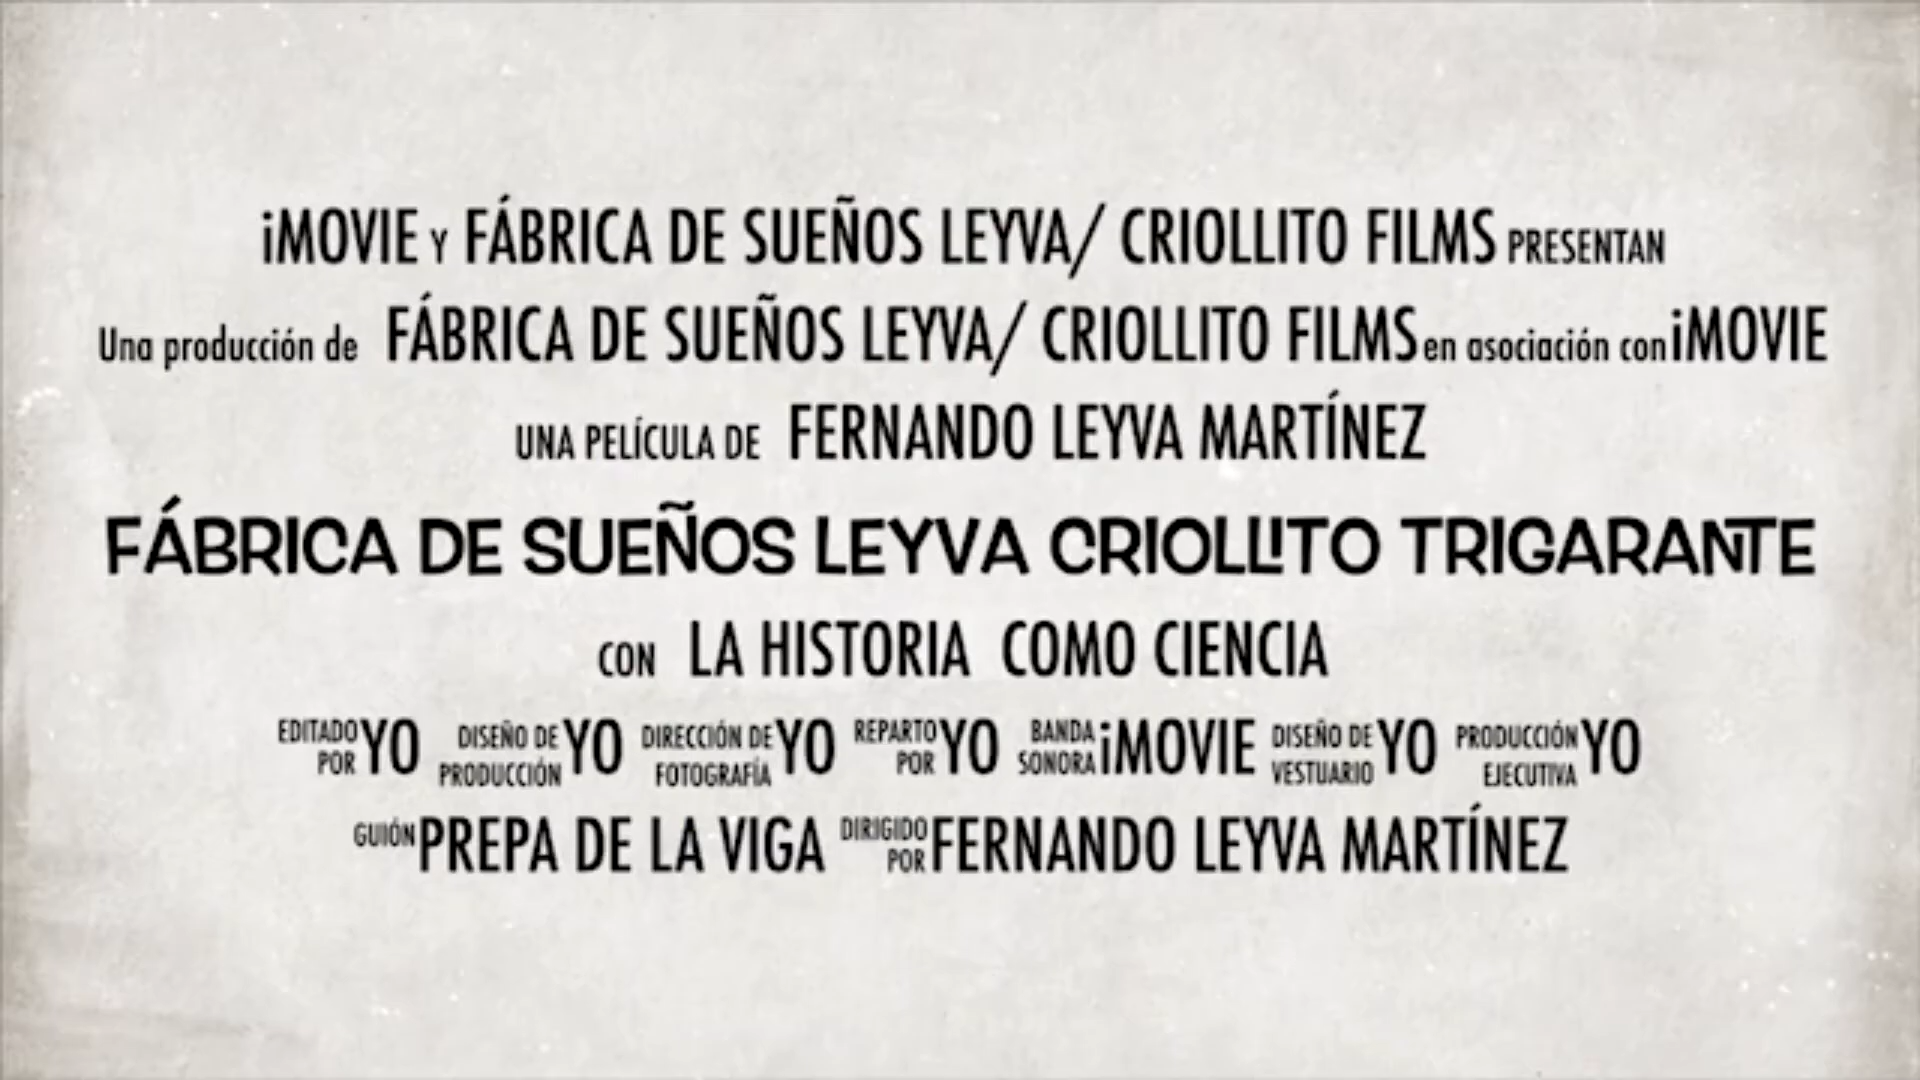 iMOVIE Y FÁBRICA DE SUEÑOS LEYVA/ CRIOLLITO FILMS PRESENTAN
Una producción de FÁBRICA DE SUEÑOS LEYVA/ CRIOLLITO FILMS en asociación con iMOVIE
UNA PELÍCULA DE FERNANDO LEYVA MARTÍNEZ
FÁBRICA DE SUEÑOS LEYVA CRIOLLITO TRIGARANTE
CON LA HISTORIA COMO CIENCIA
EDITADO POR YO DISEÑO DE PRODUCCIÓN YO DIRECCIÓN DE FOTOGRAFÍA YO REPARTO POR YO BANDA SONORA iMOVIE DISEÑO DE VESTUARIO YO PRODUCCIÓN EJECUTIVA YO
GUIÓN PREPA DE LA VIGA DIRIGIDO POR FERNANDO LEYVA MARTÍNEZ